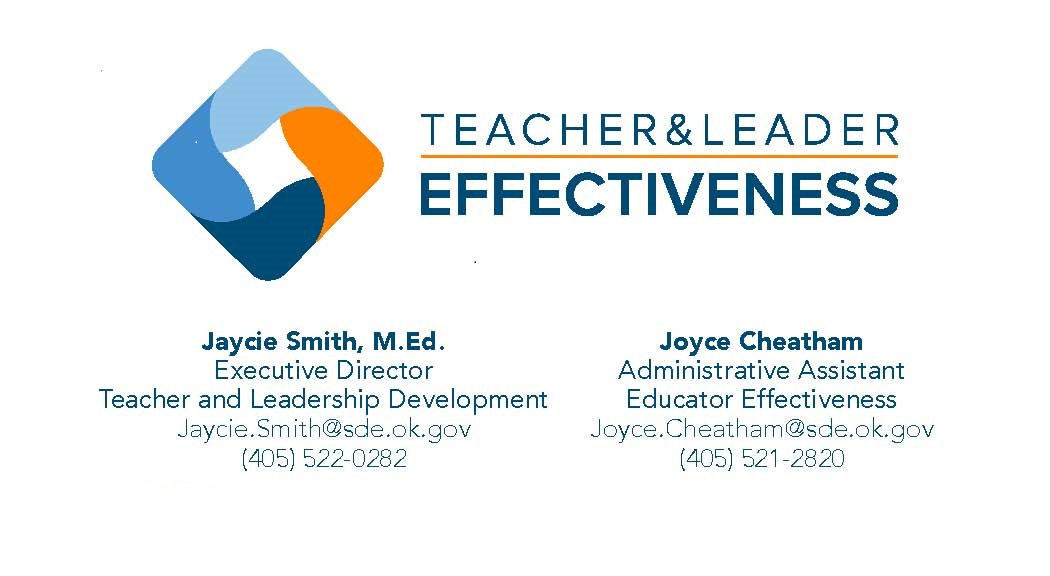 TEACHER&LEADER
EFFECTIVENESS
Jaycie Smith, M.Ed.
Executive Director
Teacher and Leadership Development
Jaycie.Smith@sde.ok.gov
(405) 522-0282
Joyce Cheatham
Administrative Assistant
Educator Effectiveness
Joyce.Cheatham@sde.ok.gov
(405) 521-2820